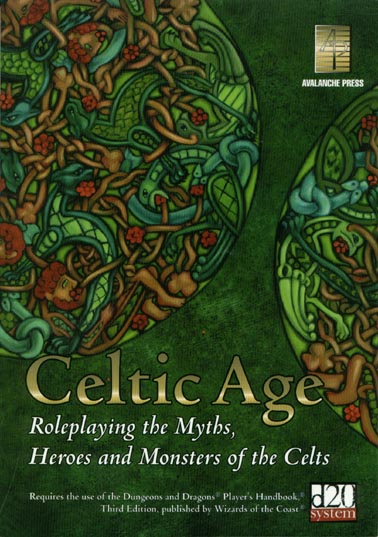 AVALANCHE PRESS
Celtic Age
Roleplaying the Myths,
Heroes and Monsters of the Celts
Requires the use of the Dungeons and Dragons® Player's Handbook,®
Third Edition, published by Wizards of the Coast®
d20
system